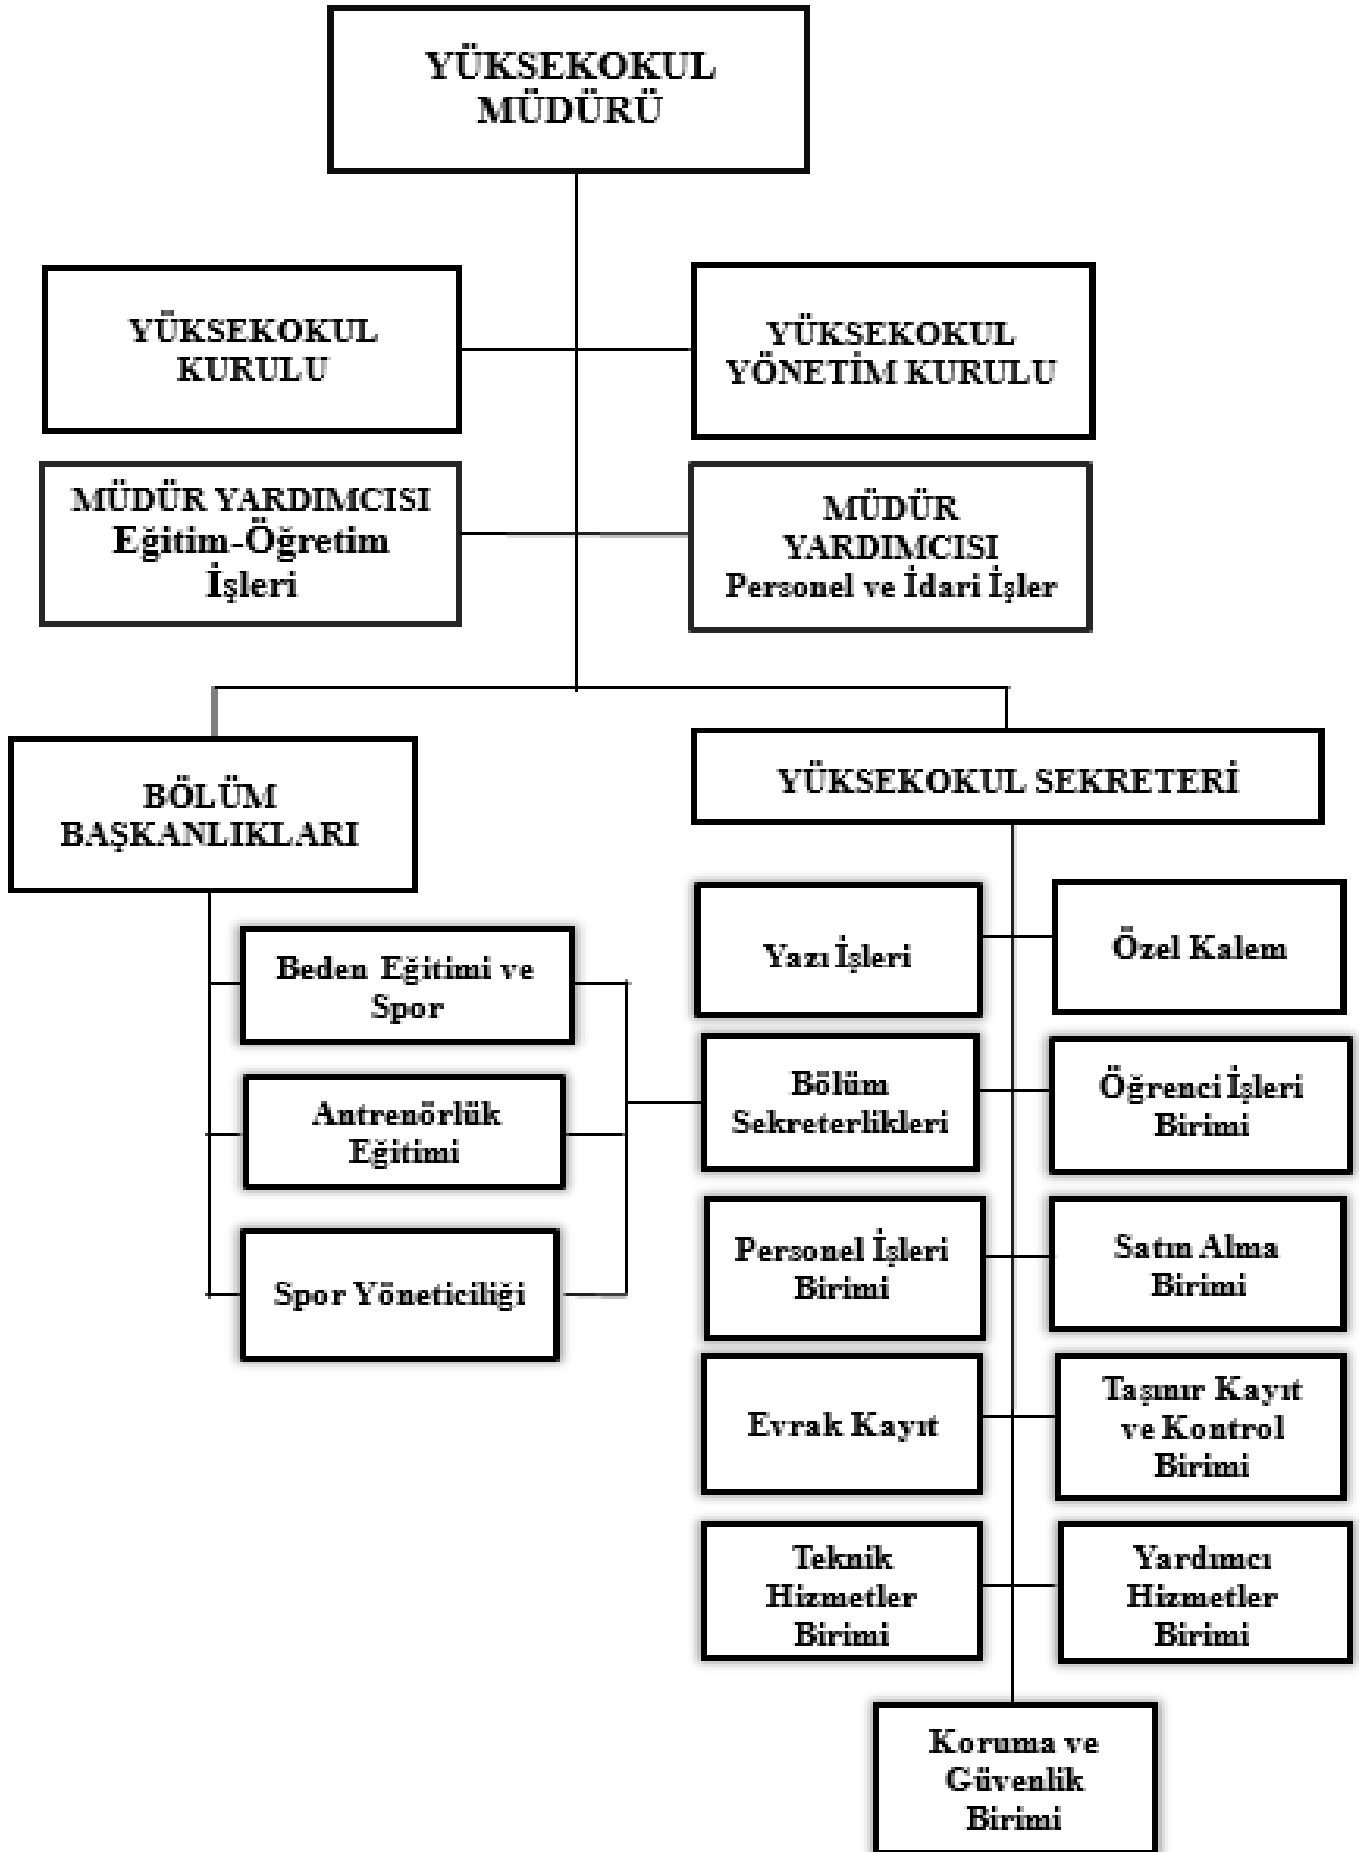 YÜKSEKOKUL
MÜDÜRÜ
YÜKSEKOKUL
KURULU
YÜKSEKOKUL
YÖNETİM KURULU
MÜDÜR YARDIMCISI
Eğitim-Öğretim
İşleri
MÜDÜR
YARDIMCISI
Personel ve İdari İşler
BÖLÜM
BAŞKANLIKLARI
YÜKSEKOKUL SEKRETERİ
Beden Eğitimi ve
Spor
Antrenörlük
Eğitimi
Spor Yöneticiliği
Yazı İşleri
Özel Kalem
Bölüm
Sekreterlikleri
Öğrenci İşleri
Birimi
Personel İşleri
Birimi
Satın Alma
Birimi
Evrak Kayıt
Taşınır Kayıt
ve Kontrol
Birimi
Teknik
Hizmetler
Birimi
Yardımcı
Hizmetler
Birimi
Koruma ve
Güvenlik
Birimi